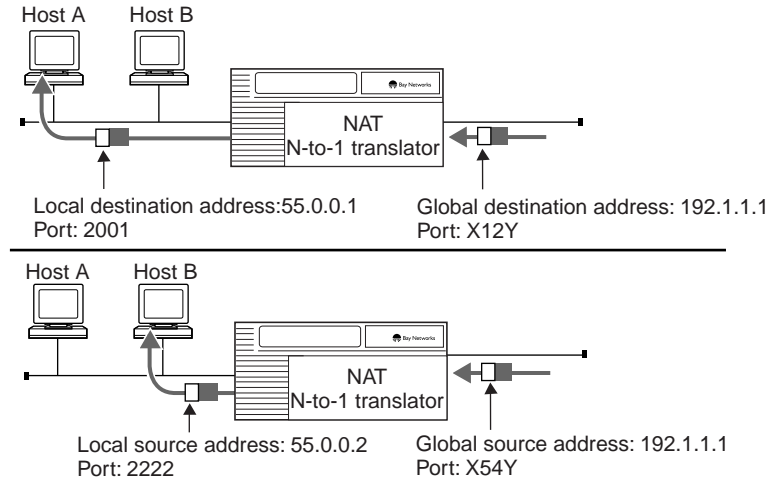 Host A Host B
Bay Networks
NAT
N-to-1 translator
Local destination address:55.0.0.1
Port: 2001
Global destination address: 192.1.1.1
Port: X12Y
Host A Host B
Bay Networks
NAT
N-to-1 translator
Local source address: 55.0.0.2
Port: 2222
Global source address: 192.1.1.1
Port: X54Y